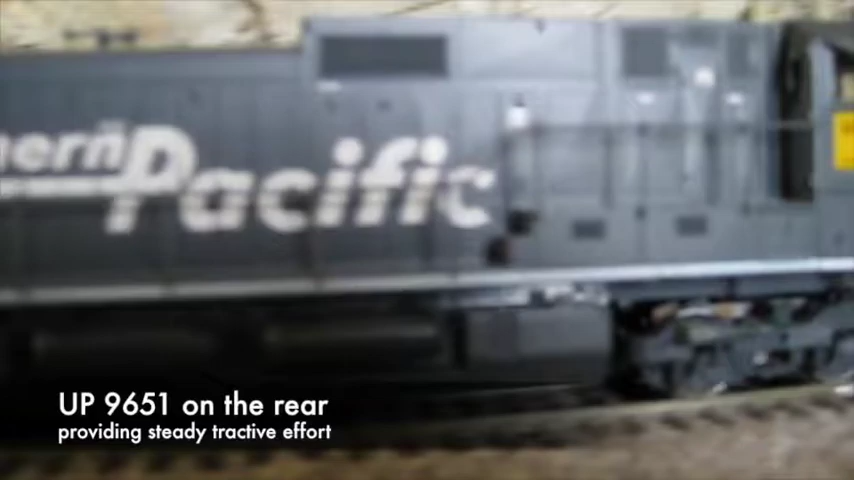 Pacific
UP 9651 on the rear
providing steady tractive effort